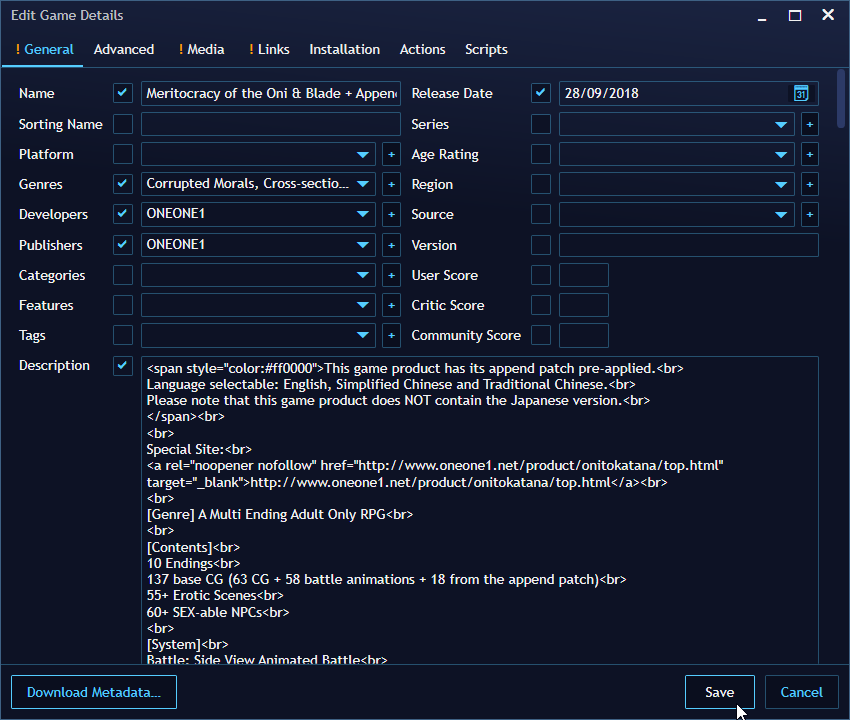 Edit Game Details
! General Advanced ! Media ! Links Installation Actions Scripts
Name Meritocracy of the Oni & Blade + Appen Release Date 28/09/2018 31
Sorting Name Series +
Platform + Age Rating +
Genres Corrupted Morals, Cross-sectio... + Region +
Developers ONEONE1 + Source +
Publishers ONEONE1 + Version
Categories + User Score
Features + Critic Score
Tags + Community Score
Description <span style="color:#ff0000">This game product has its append patch pre-applied.<br>
Language selectable: English, Simplified Chinese and Traditional Chinese.<br>
Please note that this game product does NOT contain the Japanese version.<br>
</span><br>
<br>
Special Site:<br>
<a rel="noopener nofollow" href="http://www.oneone1.net/product/onitokatana/top.html"
target="_blank">http://www.oneone1.net/product/onitokatana/top.html</a><br>
<br>
[Genre] A Multi Ending Adult Only RPG<br>
<br>
[Contents]<br>
10 Endings<br>
137 base CG (63 CG + 58 battle animations + 18 from the append patch)<br>
55+ Erotic Scenes<br>
60+ SEX-able NPCs<br>
<br>
[System]<br>
Battle: Side View Animated Battle<br>
Download Metadata... Save Cancel